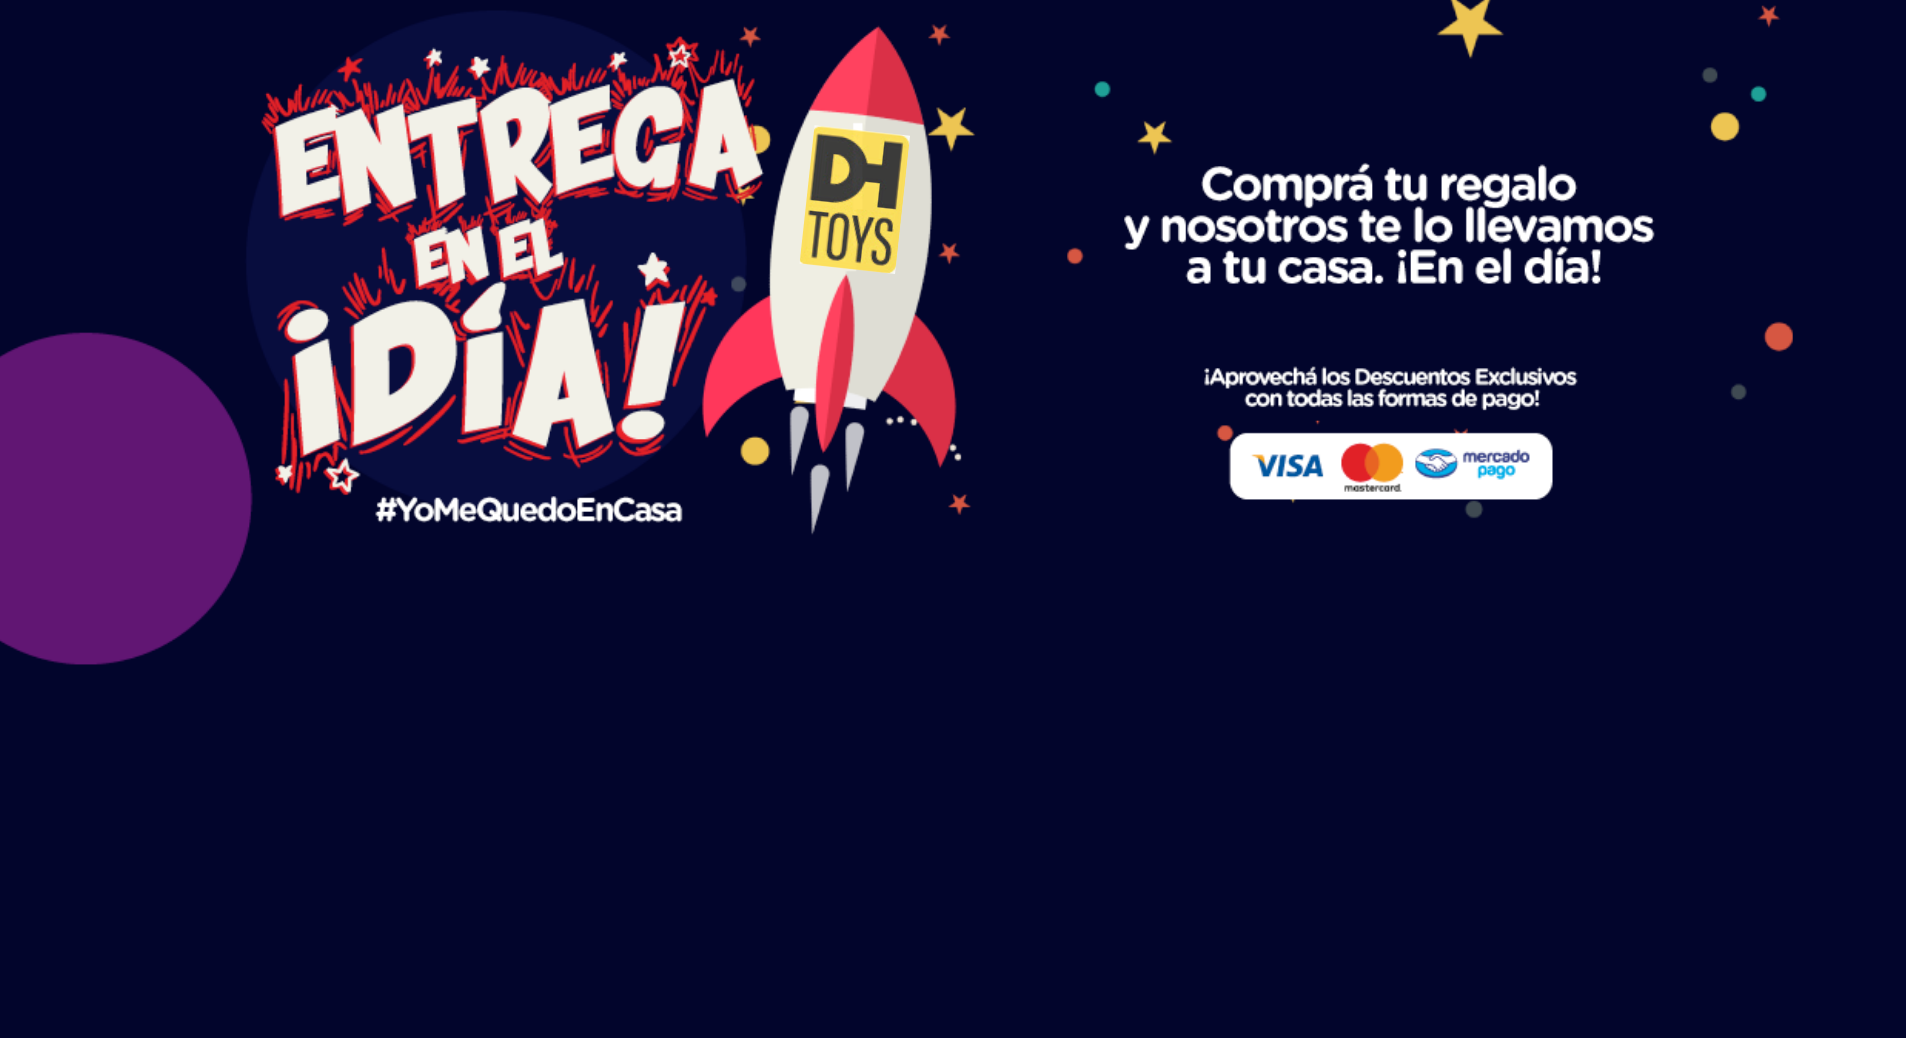 ENTREGA
EN EL
¡DÍA!
#YoMeQuedoEnCasa
DH
TOYS
Comprá tu regalo
y nosotros te lo llevamos
a tu casa. ¡En el día!
¡Aprovechá los Descuentos Exclusivos
con todas las formas de pago!
VISA
mastercard
mercado
pago